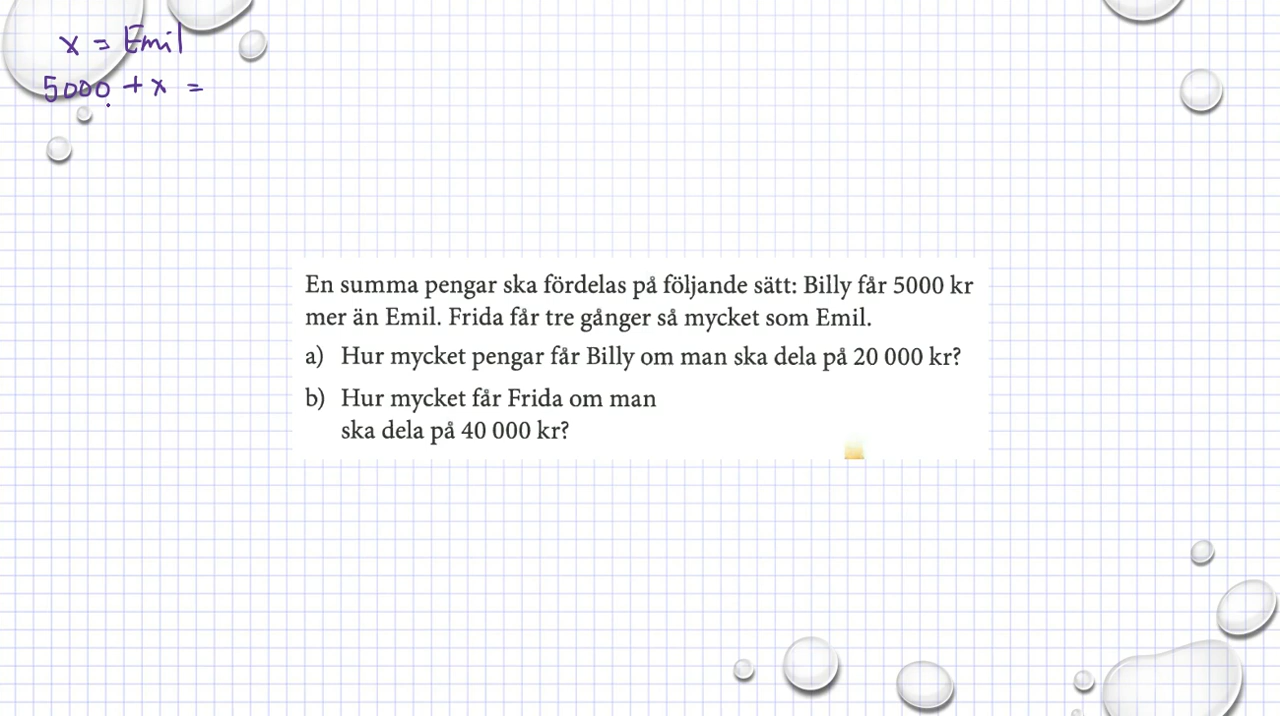 x = Emil
5000 + x =
En summa pengar ska fördelas på följande sätt: Billy får 5000 kr
mer än Emil. Frida får tre gånger så mycket som Emil.
a) Hur mycket pengar får Billy om man ska dela på 20 000 kr?
b) Hur mycket får Frida om man
ska dela på 40 000 kr?